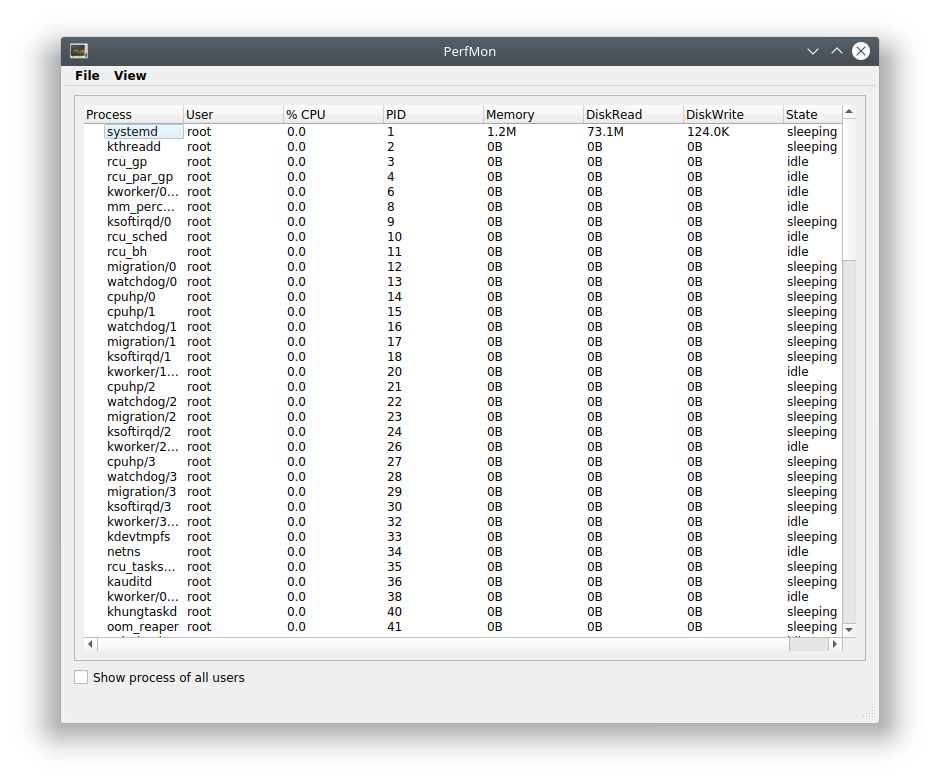 PerfMon
File View
Process User % CPU PID Memory DiskRead DiskWrite State
systemd root 0.0 1 1.2M 73.1M 124.0K sleeping
kthreadd root 0.0 2 0B 0B 0B sleeping
rcu_gp root 0.0 3 0B 0B 0B idle
rcu_par_gp root 0.0 4 0B 0B 0B idle
kworker/0... root 0.0 6 0B 0B 0B idle
mm_perc... root 0.0 8 0B 0B 0B idle
ksoftirqd/0 root 0.0 9 0B 0B 0B sleeping
rcu_sched root 0.0 10 0B 0B 0B idle
rcu_bh root 0.0 11 0B 0B 0B idle
migration/0 root 0.0 12 0B 0B 0B sleeping
watchdog/0 root 0.0 13 0B 0B 0B sleeping
cpuhp/0 root 0.0 14 0B 0B 0B sleeping
cpuhp/1 root 0.0 15 0B 0B 0B sleeping
watchdog/1 root 0.0 16 0B 0B 0B sleeping
migration/1 root 0.0 17 0B 0B 0B sleeping
ksoftirqd/1 root 0.0 18 0B 0B 0B sleeping
kworker/1... root 0.0 20 0B 0B 0B idle
cpuhp/2 root 0.0 21 0B 0B 0B sleeping
watchdog/2 root 0.0 22 0B 0B 0B sleeping
migration/2 root 0.0 23 0B 0B 0B sleeping
ksoftirqd/2 root 0.0 24 0B 0B 0B sleeping
kworker/2... root 0.0 26 0B 0B 0B idle
cpuhp/3 root 0.0 27 0B 0B 0B sleeping
watchdog/3 root 0.0 28 0B 0B 0B sleeping
migration/3 root 0.0 29 0B 0B 0B sleeping
ksoftirqd/3 root 0.0 30 0B 0B 0B sleeping
kworker/3... root 0.0 32 0B 0B 0B idle
kdevtmpfs root 0.0 33 0B 0B 0B sleeping
netns root 0.0 34 0B 0B 0B idle
rcu_tasks... root 0.0 35 0B 0B 0B sleeping
kauditd root 0.0 36 0B 0B 0B sleeping
kworker/0... root 0.0 38 0B 0B 0B idle
khungtaskd root 0.0 40 0B 0B 0B sleeping
oom_reaper root 0.0 41 0B 0B 0B sleeping
Show process of all users